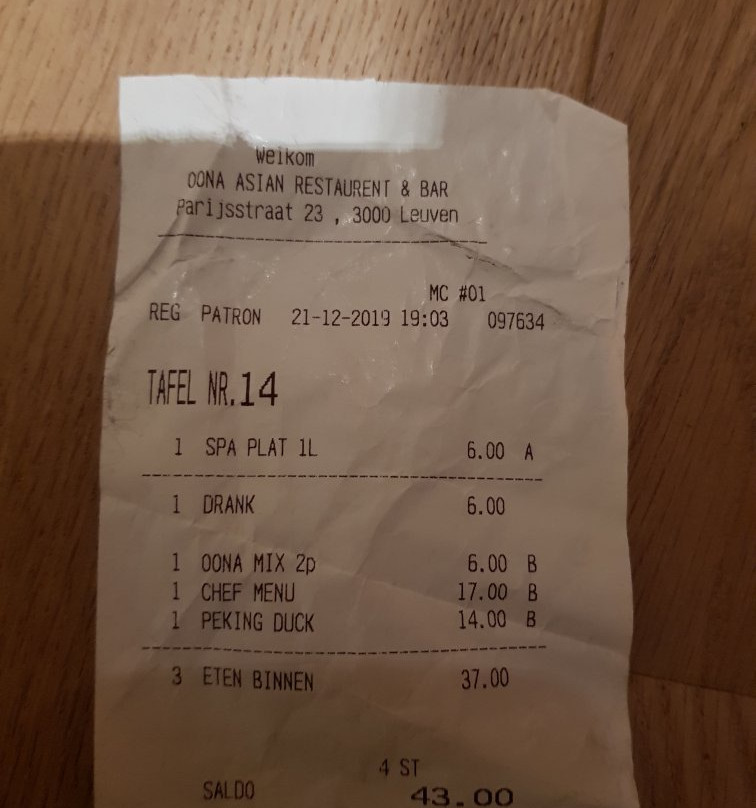 Welkom
OONA ASIAN RESTAURENT & BAR
Parijsstraat 23 , 3000 Leuven
MC #01
REG PATRON 21-12-2019 19:03 097634
TAFEL NR.14
1 SPA PLAT 1L 6.00 A
1 DRANK 6.00
1 OONA MIX 2p 6.00 B
1 CHEF MENU 17.00 B
1 PEKING DUCK 14.00 B
3 ETEN BINNEN 37.00
4 ST
SALDO 43.00